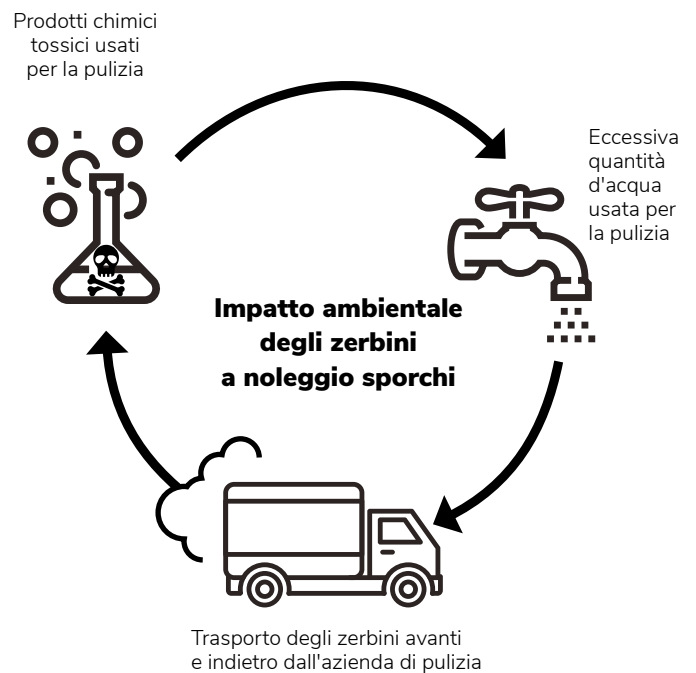 Prodotti chimici
tossici usati
per la pulizia
Eccessiva
quantità
d'acqua
usata per
la pulizia
Impatto ambientale
degli zerbini
a noleggio sporchi
Trasporto degli zerbini avanti
e indietro dall'azienda di pulizia